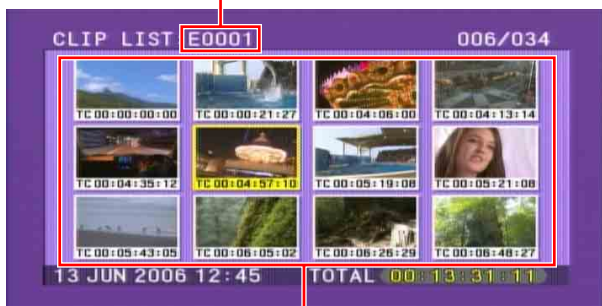 CLIP LIST E0001 006/034
TC 00:00:00:00 TC 00:00:21:27 TC 00:04:06:00 TC 00:04:13:14
TC 00:04:35:12 TC 00:04:57:10 TC 00:05:19:08 TC 00:05:21:08
TC 00:05:43:05 TC 00:06:05:02 TC 00:06:26:29 TC 00:06:48:27
13 JUN 2006 12:45 TOTAL 00:13:31:11